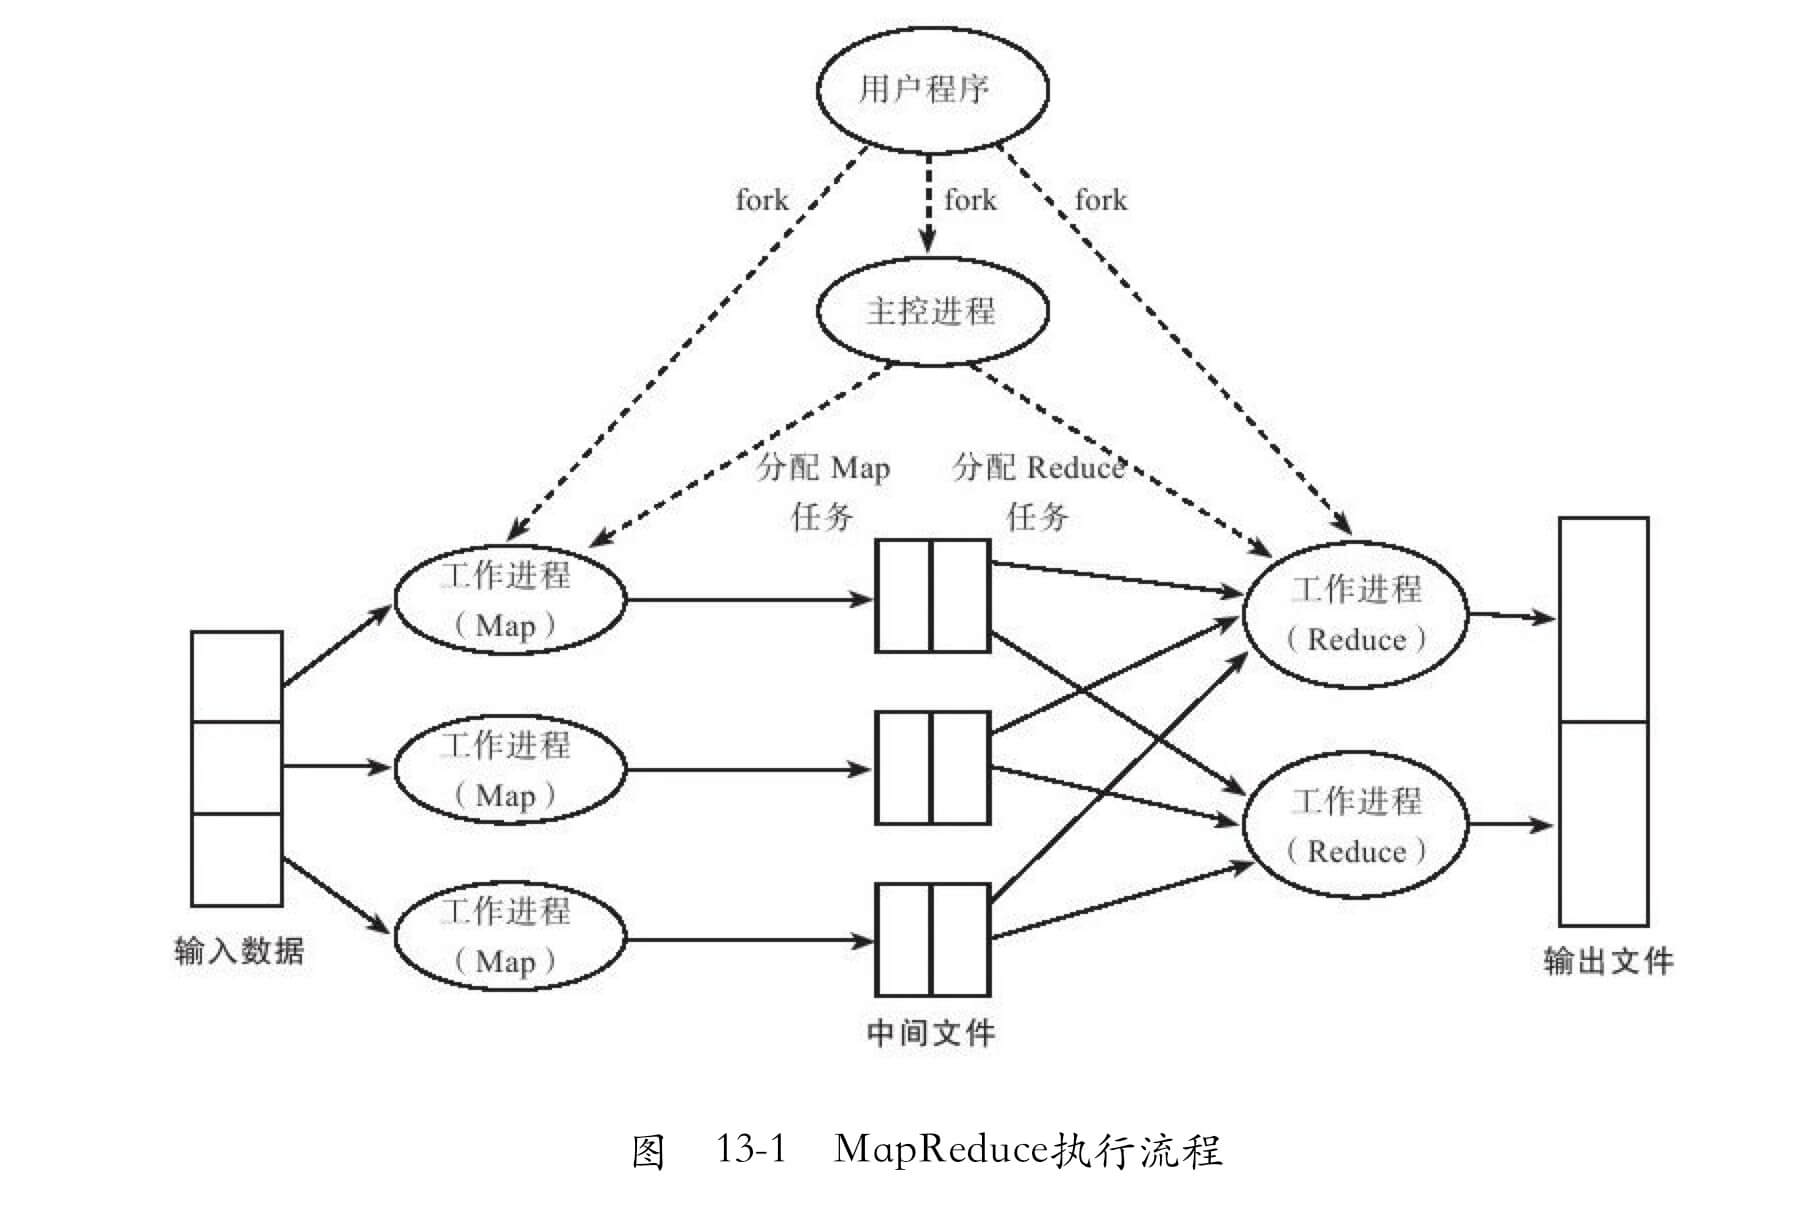 用户程序
fork
fork
fork
主控进程
分配 Map
任务
分配 Reduce
任务
工作进程
（Map）
工作进程
（Reduce）
工作进程
（Map）
工作进程
（Reduce）
工作进程
（Map）
输入数据
输出文件
中间文件
图 13-1 MapReduce执行流程